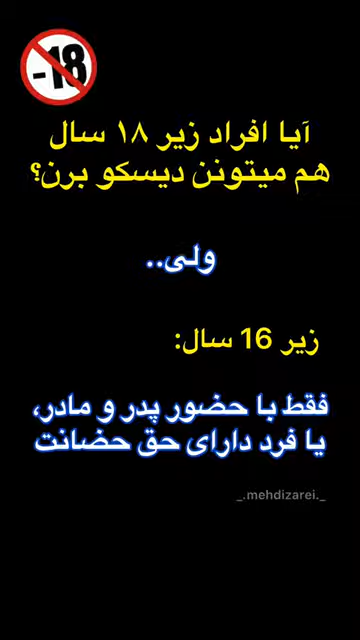 -18
آیا افراد زیر ۱۸ سال
هم میتونن دیسکو برن؟
ولی..
زیر 16 سال:
فقط با حضور پدر و مادر،
یا فرد دارای حق حضانت
_.mehdizarei._